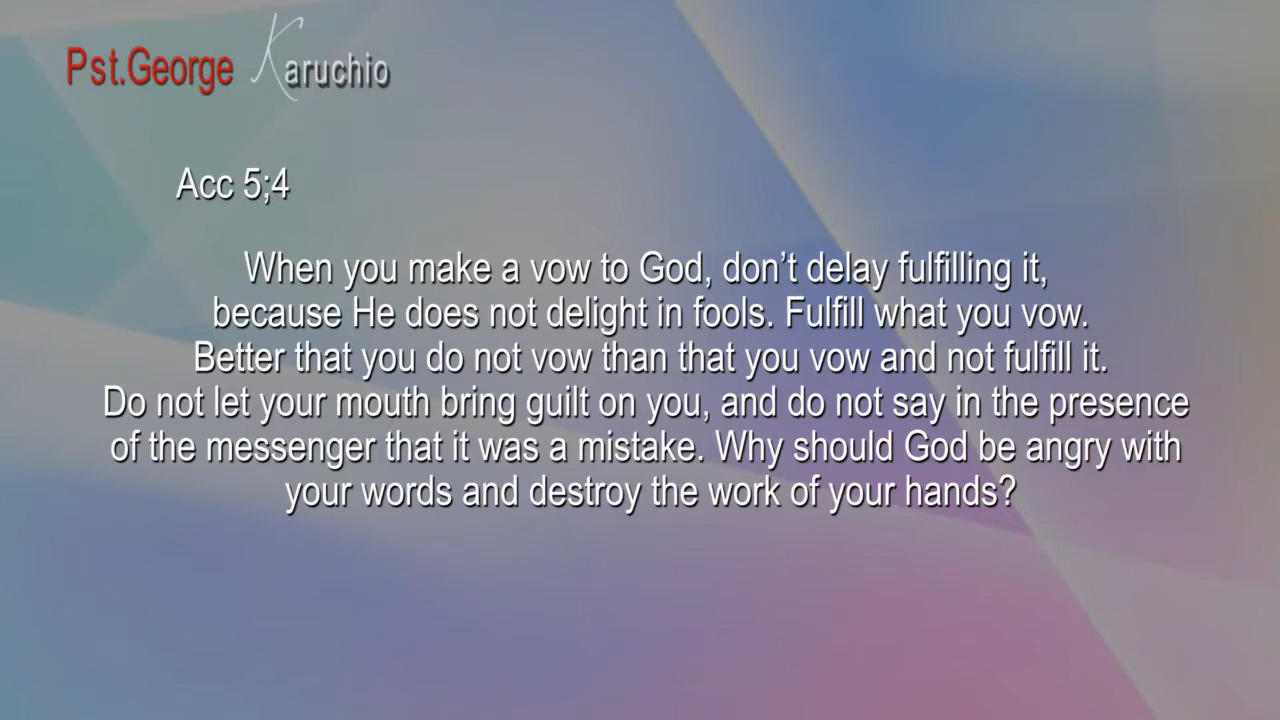 Pst.George Karuchio
Acc 5;4
When you make a vow to God, don’t delay fulfilling it,
because He does not delight in fools. Fulfill what you vow.
Better that you do not vow than that you vow and not fulfill it.
Do not let your mouth bring guilt on you, and do not say in the presence
of the messenger that it was a mistake. Why should God be angry with
your words and destroy the work of your hands?